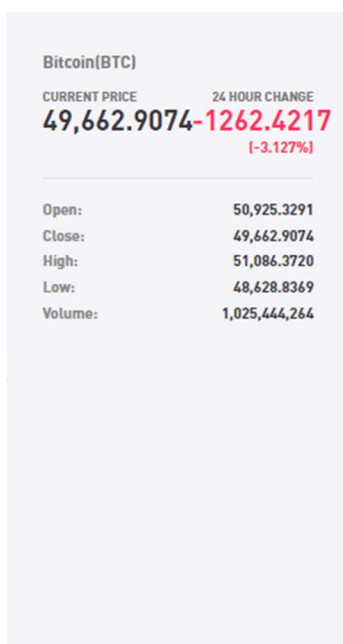 Bitcoin(BTC)
CURRENT PRICE 24 HOUR CHANGE
49,662.9074-1262.4217
(-3.127%)
Open: 50,925.3291
Close: 49,662.9074
High: 51,086.3720
Low: 48,628.8369
Volume: 1,025,444,264